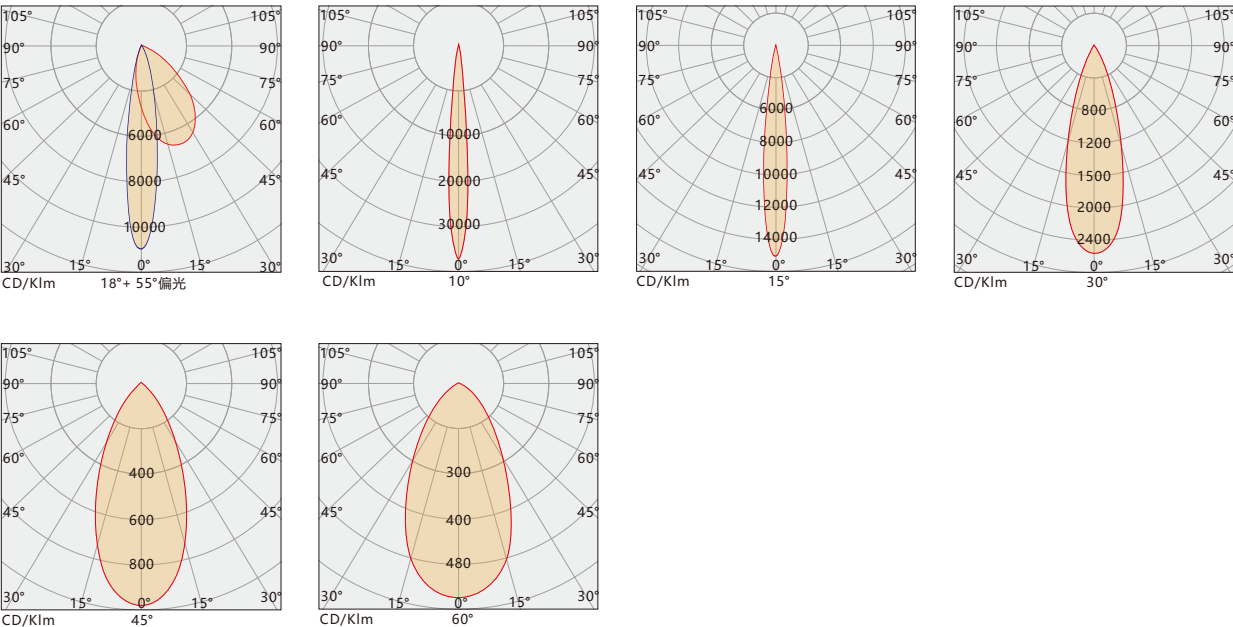 105° 105°
90° 90°
75° 75°
60° 60°
6000
45° 8000 45°
10000
30° 15° 0° 15° 30°
CD/Klm 18°+ 55°偏光
105° 105°
90° 90°
75° 75°
60° 60°
10000
45° 20000 45°
30000
30° 15° 0° 15° 30°
CD/Klm 10°
105° 105°
90° 90°
75° 75°
6000
60° 60°
8000
45° 10000 45°
12000
14000
30° 15° 0° 15° 30°
CD/Klm 15°
105° 105°
90° 90°
75° 75°
800
60° 60°
1200
45° 1500 45°
2000
2400
30° 15° 0° 15° 30°
CD/Klm 30°
105° 105°
90° 90°
75° 75°
60° 60°
400
45° 600 45°
800
30° 15° 0° 15° 30°
CD/Klm 45°
105° 105°
90° 90°
75° 75°
60° 60°
300
45° 400 45°
480
30° 15° 0° 15° 30°
CD/Klm 60°